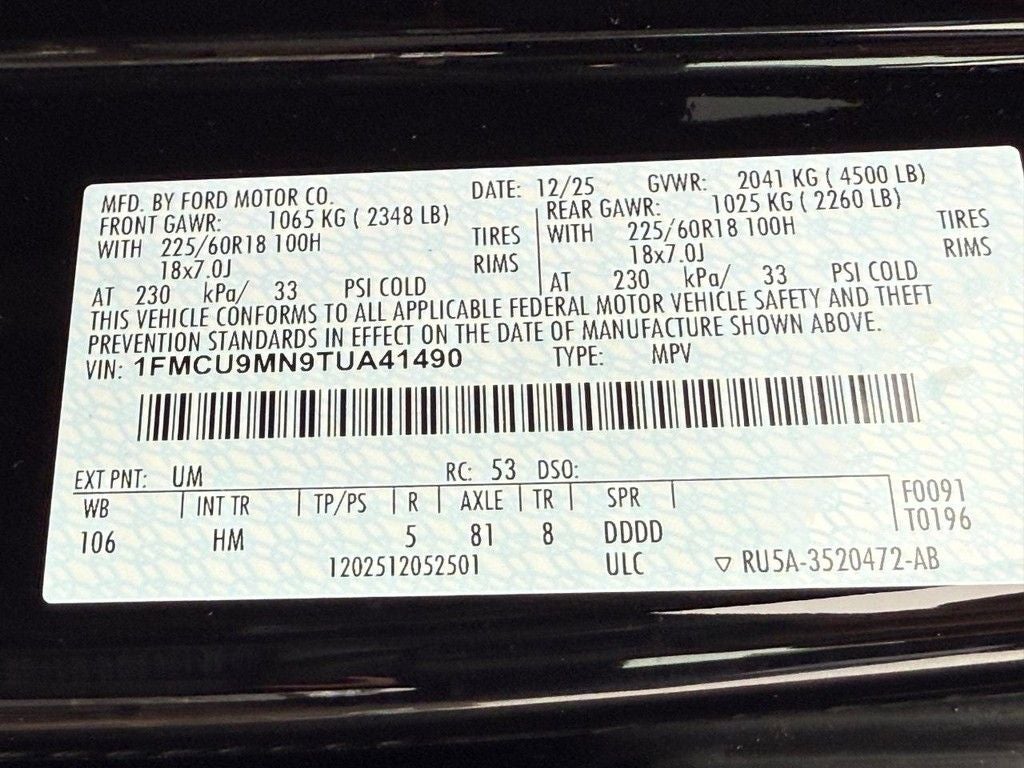 MFD. BY FORD MOTOR CO. DATE: 12/25 GVWR: 2041 KG ( 4500 LB)
FRONT GAWR: 1065 KG ( 2348 LB) REAR GAWR: 1025 KG ( 2260 LB)
WITH 225/60R18 100H TIRES WITH 225/60R18 100H TIRES
18x7.0J RIMS 18x7.0J RIMS
AT 230 kPa/ 33 PSI COLD AT 230 kPa/ 33 PSI COLD
THIS VEHICLE CONFORMS TO ALL APPLICABLE FEDERAL MOTOR VEHICLE SAFETY AND THEFT
PREVENTION STANDARDS IN EFFECT ON THE DATE OF MANUFACTURE SHOWN ABOVE.
VIN: 1FMCU9MN9TUA41490 TYPE: MPV
EXT PNT: UM RC: 53 DSO:
WB INT TR TP/PS R AXLE TR SPR F0091
106 HM 5 81 8 DDDD T0196
1202512052501 ULC ▽ RU5A-3520472-AB